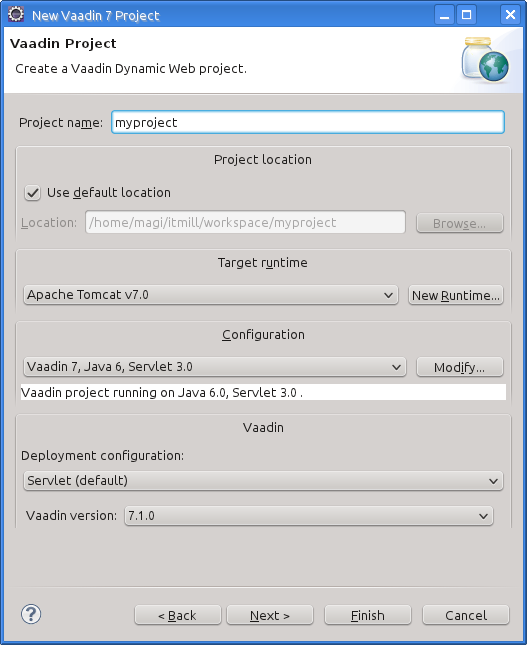 New Vaadin 7 Project
Vaadin Project
Create a Vaadin Dynamic Web project.
Project name: myproject
Project location
Use default location
Location: /home/magi/itmill/workspace/myproject Browse...
Target runtime
Apache Tomcat v7.0 New Runtime...
Configuration
Vaadin 7, Java 6, Servlet 3.0 Modify...
Vaadin project running on Java 6.0, Servlet 3.0 .
Vaadin
Deployment configuration:
Servlet (default)
Vaadin version: 7.1.0
? < Back Next > Finish Cancel